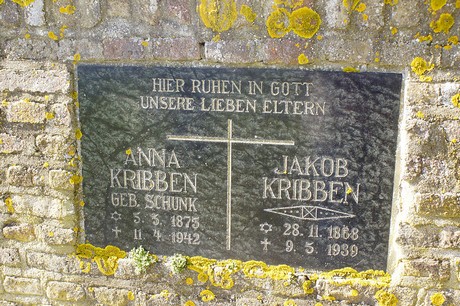 HIER RUHEN IN GOTT
UNSERE LIEBEN ELTERN
ANNA
KRIBBEN
GEB. SCHUNK
✡ 5. 3. 1875
† 11. 4. 1942
JAKOB
KRIBBEN
✡ 28. 11. 1868
† 9. 5. 1939